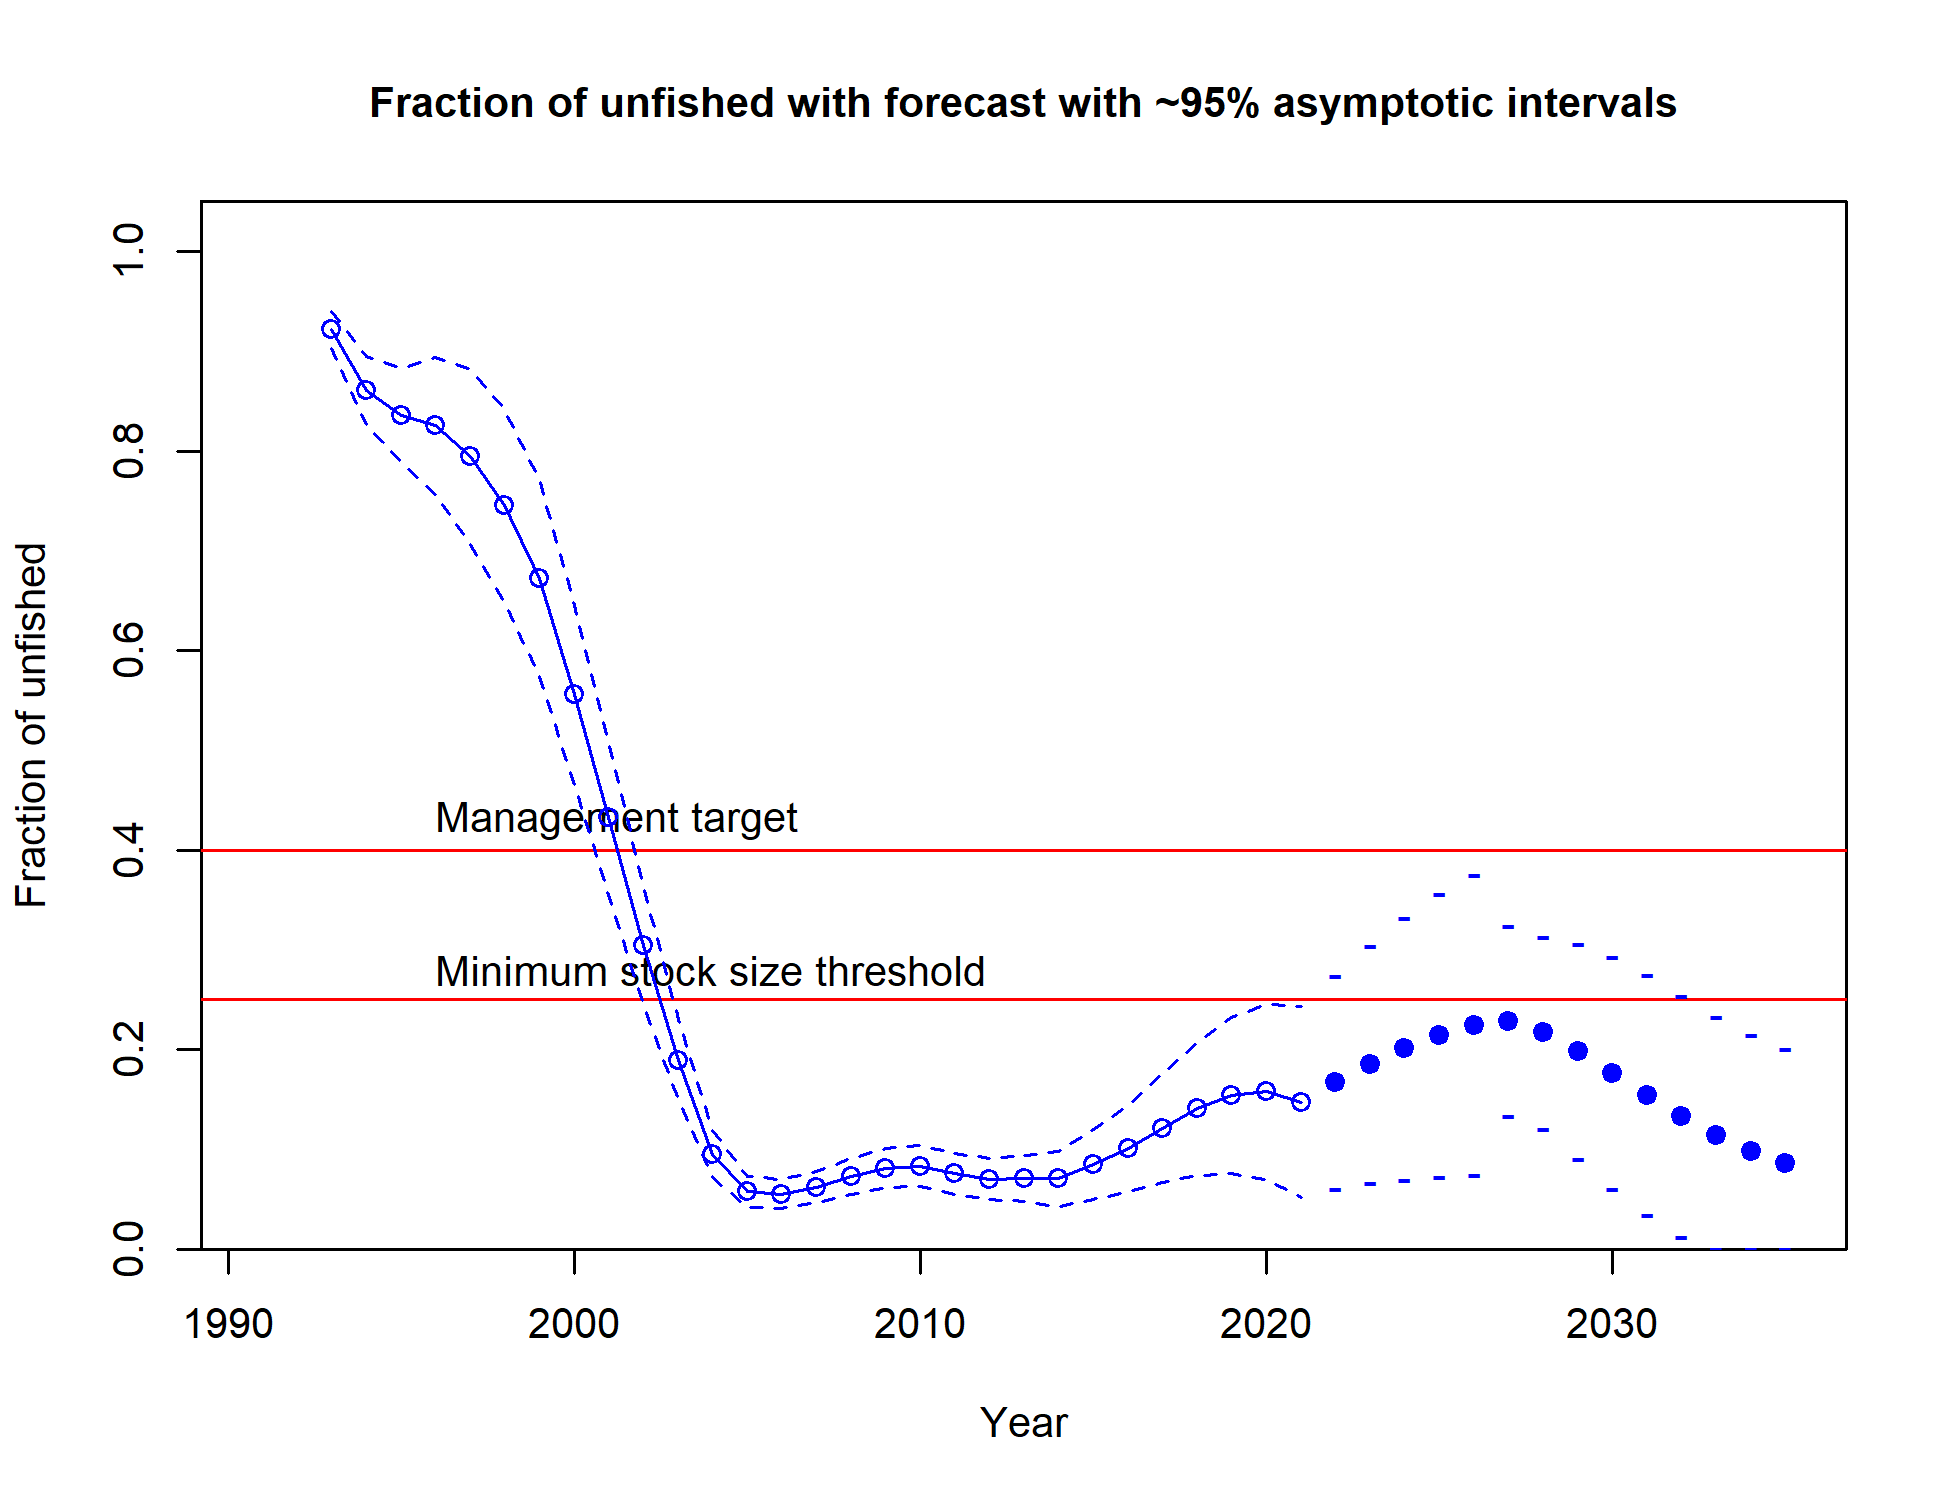 Fraction of unfished with forecast with ~95% asymptotic intervals
Fraction of unfished
1.0
0.8
0.6
0.4
0.2
0.0
Management target
Minimum stock size threshold
1990 2000 2010 2020 2030
Year